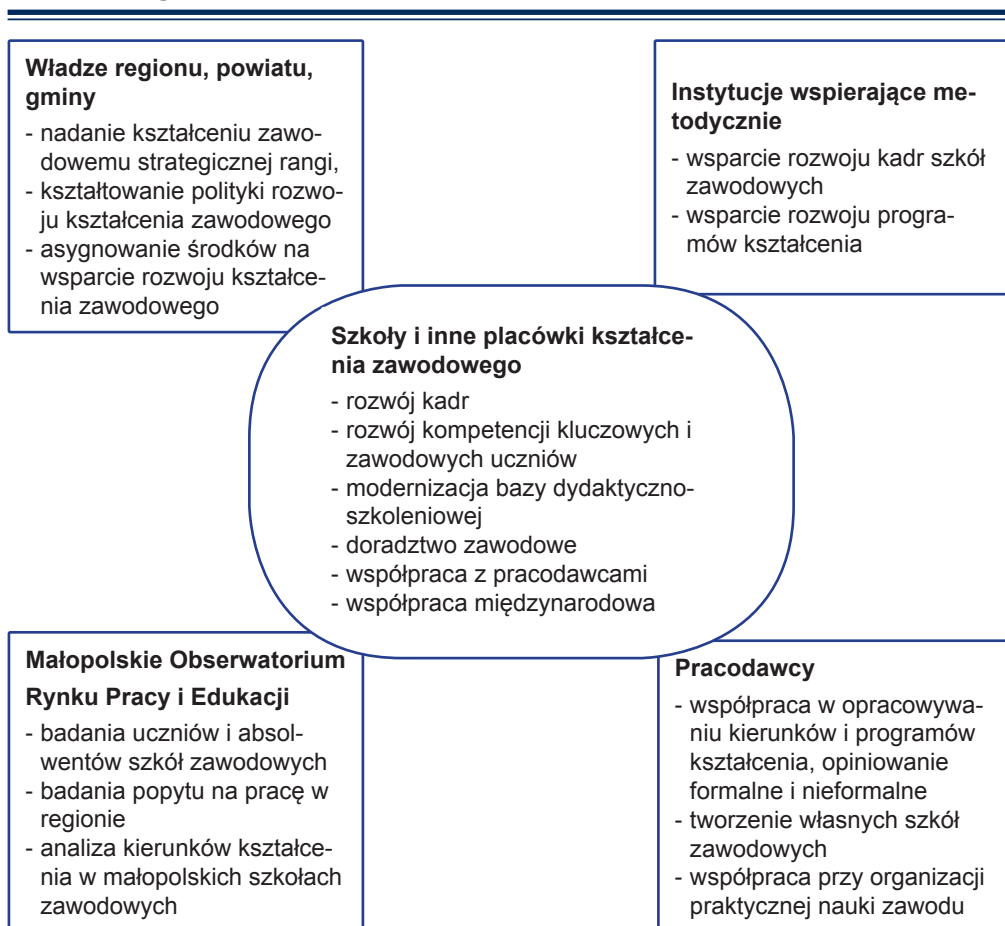 Władze regionu, powiatu,
gminy
- nadanie kształceniu zawo-
dowemu strategicznej rangi,
- kształtowanie polityki rozwo-
ju kształcenia zawodowego
- asygnowanie środków na
wsparcie rozwoju kształce-
nia zawodowego
Instytucje wspierające me-
todycznie
- wsparcie rozwoju kadr szkół
zawodowych
- wsparcie rozwoju progra-
mów kształcenia
Szkoły i inne placówki kształce-
nia zawodowego
- rozwój kadr
- rozwój kompetencji kluczowych i
zawodowych uczniów
- modernizacja bazy dydaktyczno-
szkoleniowej
- doradztwo zawodowe
- współpraca z pracodawcami
- współpraca międzynarodowa
Małopolskie Obserwatorium
Rynku Pracy i Edukacji
- badania uczniów i absol-
wentów szkół zawodowych
- badania popytu na pracę w
regionie
- analiza kierunków kształce-
nia w małopolskich szkołach
zawodowych
Pracodawcy
- współpraca w opracowywa-
niu kierunków i programów
kształcenia, opiniowanie
formalne i nieformalne
- tworzenie własnych szkół
zawodowych
- współpraca przy organizacji
praktycznej nauki zawodu